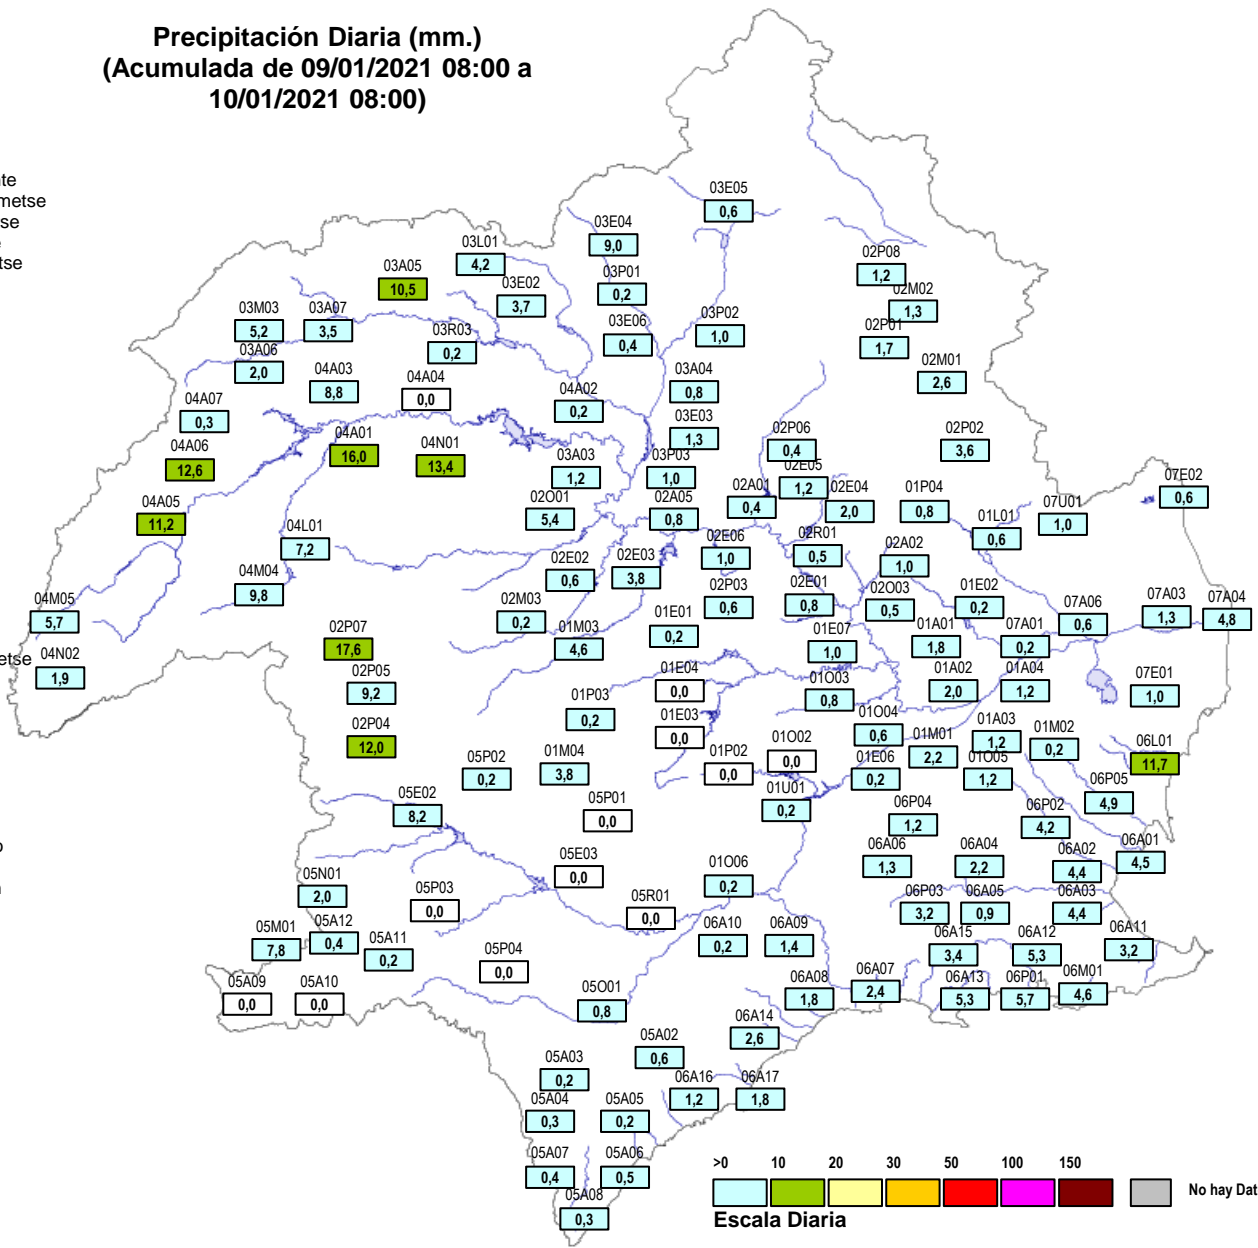 Precipitación Diaria (mm.)
(Acumulada de 09/01/2021 08:00 a
10/01/2021 08:00)
nte
metse
se
e
tse
etse
o
n
03E05
0,6
03E04
9,0
03L01
4,2
03A05
10,5
03P01
0,2
03E02
3,7
02P08
1,2
02M02
1,3
03M03
5,2
03A07
3,5
03R03
0,2
03E06
0,4
03P02
1,0
02P01
1,7
03A06
2,0
04A03
8,8
04A04
0,0
04A02
0,2
03A04
0,8
02M01
2,6
04A07
0,3
03E03
1,3
04A01
16,0
04N01
13,4
02P06
0,4
02P02
3,6
04A06
12,6
03A03
1,2
03P03
1,0
02E05
1,2
07E02
0,6
04A05
11,2
02O01
5,4
02A05
0,8
02A01
0,4
02E04
2,0
01P04
0,8
01L01
0,6
07U01
1,0
04L01
7,2
02E06
1,0
02R01
0,5
02A02
1,0
04M04
9,8
02E02
0,6
02E03
3,8
04M05
5,7
02M03
0,2
02P03
0,6
02E01
0,8
02O03
0,5
01E02
0,2
07A06
0,6
07A03
1,3
07A04
4,8
02P07
17,6
01M03
4,6
01E01
0,2
01E07
1,0
01A01
1,8
07A01
0,2
04N02
1,9
02P05
9,2
01E04
0,0
01O03
0,8
01A02
2,0
01A04
1,2
07E01
1,0
01P03
0,2
01E03
0,0
01O04
0,6
02P04
12,0
01M01
2,2
01A03
1,2
01M02
0,2
06L01
11,7
05P02
0,2
01M04
3,8
01P02
0,0
01O02
0,0
01E06
0,2
01O05
1,2
05E02
8,2
05P01
0,0
01U01
0,2
06P04
1,2
06P02
4,2
06P05
4,9
05E03
0,0
06A06
1,3
06A04
2,2
06A02
4,4
06A01
4,5
05N01
2,0
05P03
0,0
01O06
0,2
05R01
0,0
06P03
3,2
06A05
0,9
06A03
4,4
05M01
7,8
05A12
0,4
05A11
0,2
06A10
0,2
06A09
1,4
06A15
3,4
06A12
5,3
06A11
3,2
05P04
0,0
05A09
0,0
05A10
0,0
05O01
0,8
06A08
1,8
06A07
2,4
06A13
5,3
06P01
5,7
06M01
4,6
06A14
2,6
05A02
0,6
05A03
0,2
06A16
1,2
06A17
1,8
05A04
0,3
05A05
0,2
05A07
0,4
05A06
0,5
05A08
0,3
>0 10 20 30 50 100 150
No hay Dat
Escala Diaria